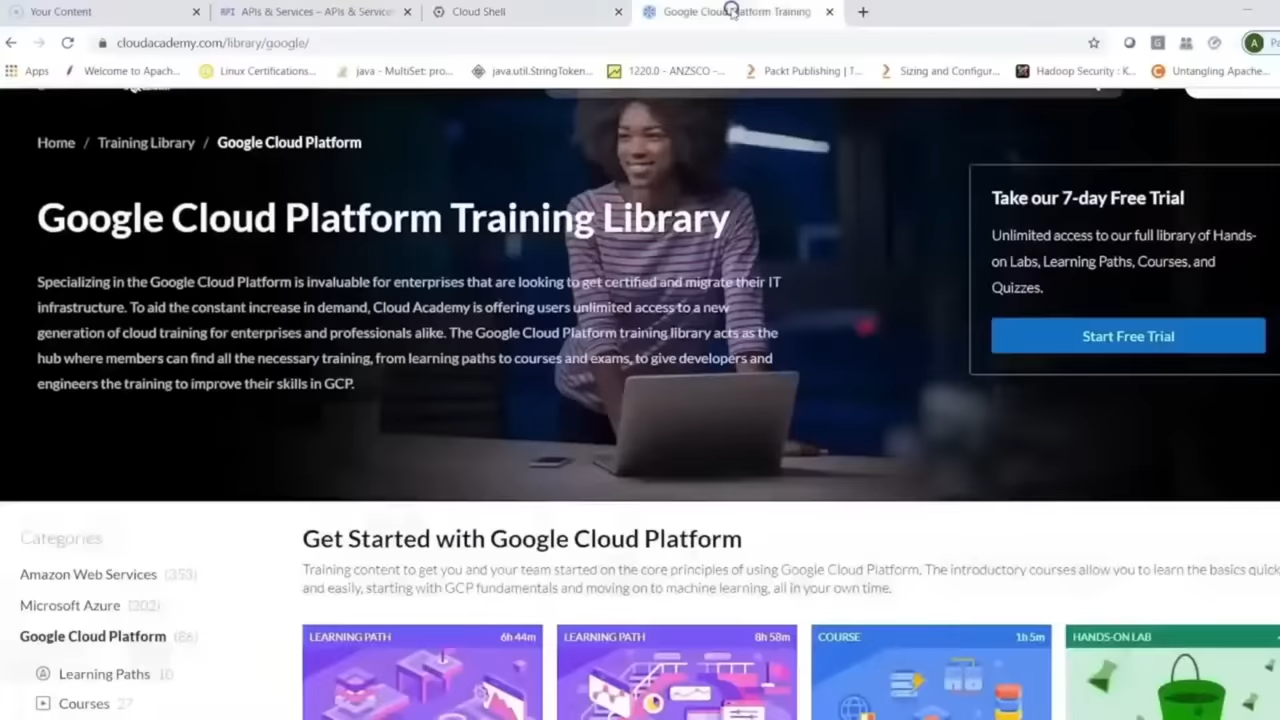 Your Content
RPI APIs & Services – APIs & Service
Cloud Shell
Google Cloud Platform Training
cloudacademy.com/library/google/
A
Pa
Apps
Welcome to Apach...
Linux Certifications...
java - MultiSet: pro...
java.util.StringToken...
1220.0 - ANZSCO -...
Packt Publishing | T...
Sizing and Configur...
Hadoop Security : K...
Untangling Apache...
Home / Training Library / Google Cloud Platform
Google Cloud Platform Training Library
Specializing in the Google Cloud Platform is invaluable for enterprises that are looking to get certified and migrate their IT
infrastructure. To aid the constant increase in demand, Cloud Academy is offering users unlimited access to a new
generation of cloud training for enterprises and professionals alike. The Google Cloud Platform training library acts as the
hub where members can find all the necessary training, from learning paths to courses and exams, to give developers and
engineers the training to improve their skills in GCP.
Take our 7-day Free Trial
Unlimited access to our full library of Hands-
on Labs, Learning Paths, Courses, and
Quizzes.
Start Free Trial
Categories
Amazon Web Services (353)
Microsoft Azure (202)
Google Cloud Platform (86)
Learning Paths 10
Courses 27
Get Started with Google Cloud Platform
Training content to get you and your team started on the core principles of using Google Cloud Platform. The introductory courses allow you to learn the basics quick
and easily, starting with GCP fundamentals and moving on to machine learning, all in your own time.
LEARNING PATH 6h 44m
LEARNING PATH 8h 58m
COURSE 1h 5m
HANDS-ON LAB